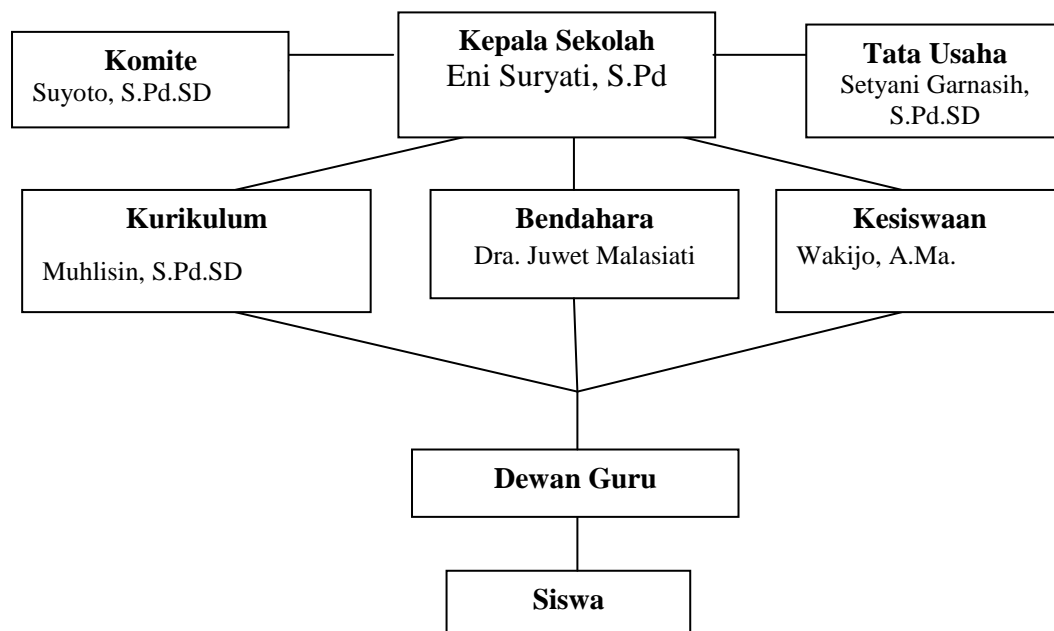 Komite
Suyoto, S.Pd.SD
Kepala Sekolah
Eni Suryati, S.Pd
Tata Usaha
Setyani Garnasih,
S.Pd.SD
Kurikulum
Muhlisin, S.Pd.SD
Bendahara
Dra. Juwet Malasiati
Kesiswaan
Wakijo, A.Ma.
Dewan Guru
Siswa